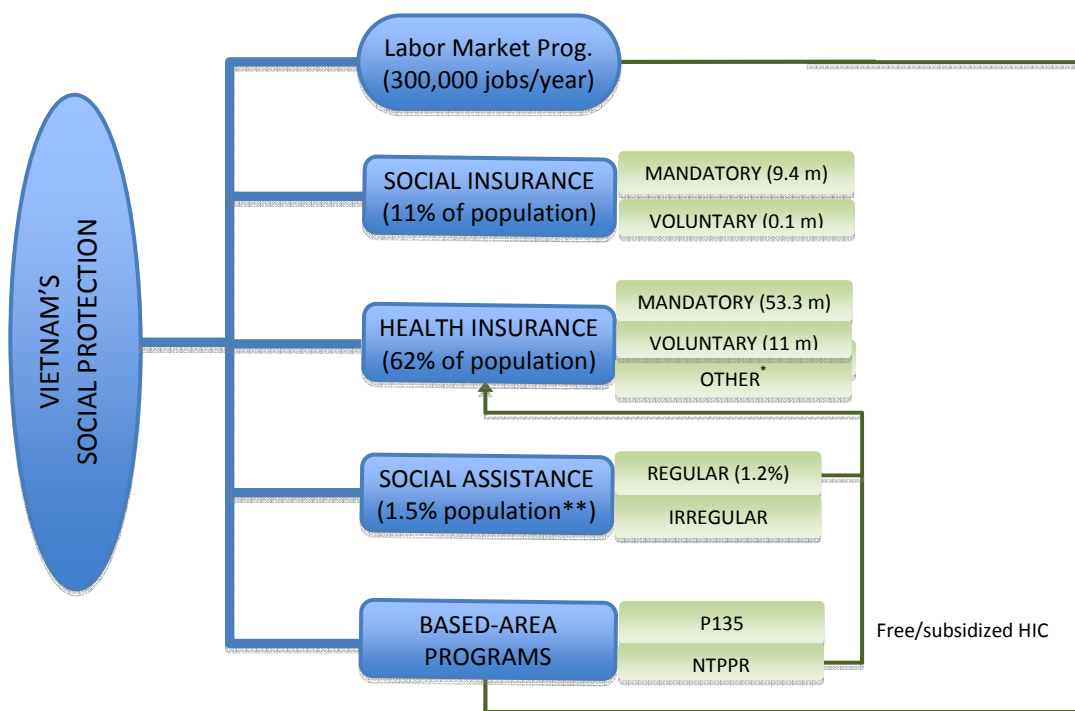 VIETNAM'S
SOCIAL PROTECTION
Labor Market Prog.
(300,000 jobs/year)
SOCIAL INSURANCE
(11% of population)
MANDATORY (9.4 m)
VOLUNTARY (0.1 m)
HEALTH INSURANCE
(62% of population)
MANDATORY (53.3 m)
VOLUNTARY (11 m)
OTHER*
SOCIAL ASSISTANCE
(1.5% population**)
REGULAR (1.2%)
IRREGULAR
BASED-AREA
PROGRAMS
P135
NTPPR
Free/subsidized HIC